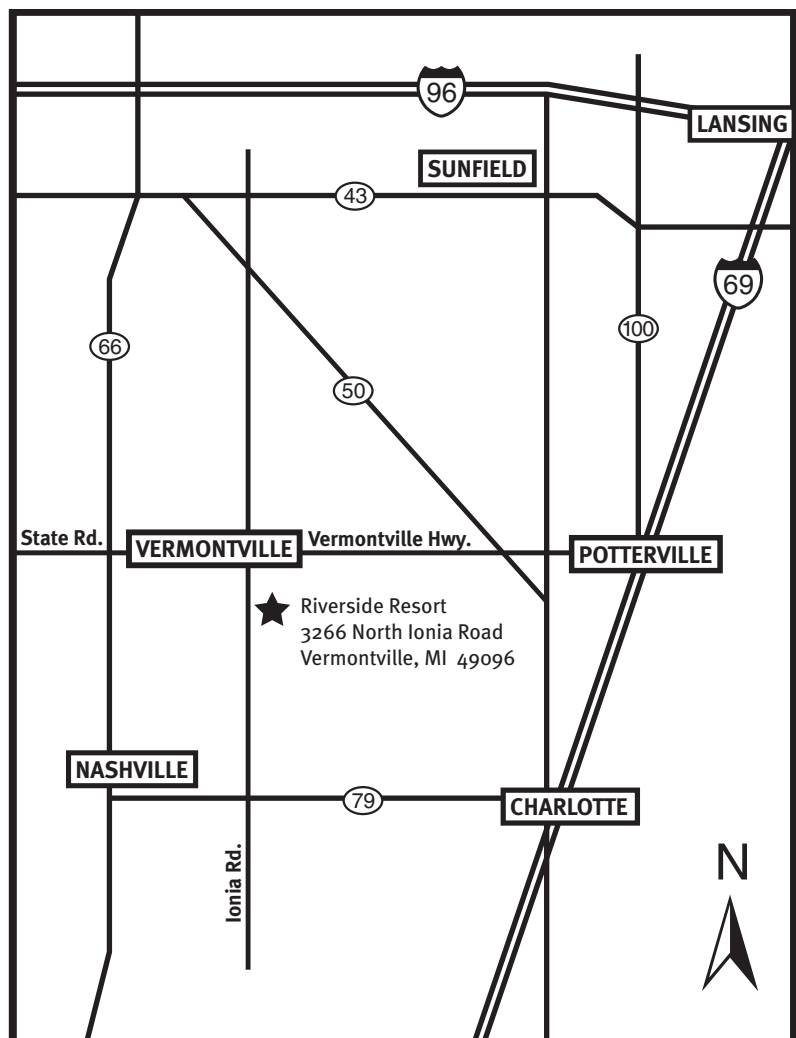 96
LANSING
SUNFIELD
43
69
66
100
50
State Rd.
VERMONTVILLE
Vermontville Hwy.
POTTERVILLE
Riverside Resort
3266 North Ionia Road
Vermontville, MI 49096
NASHVILLE
79
CHARLOTTE
Ionia Rd.
N